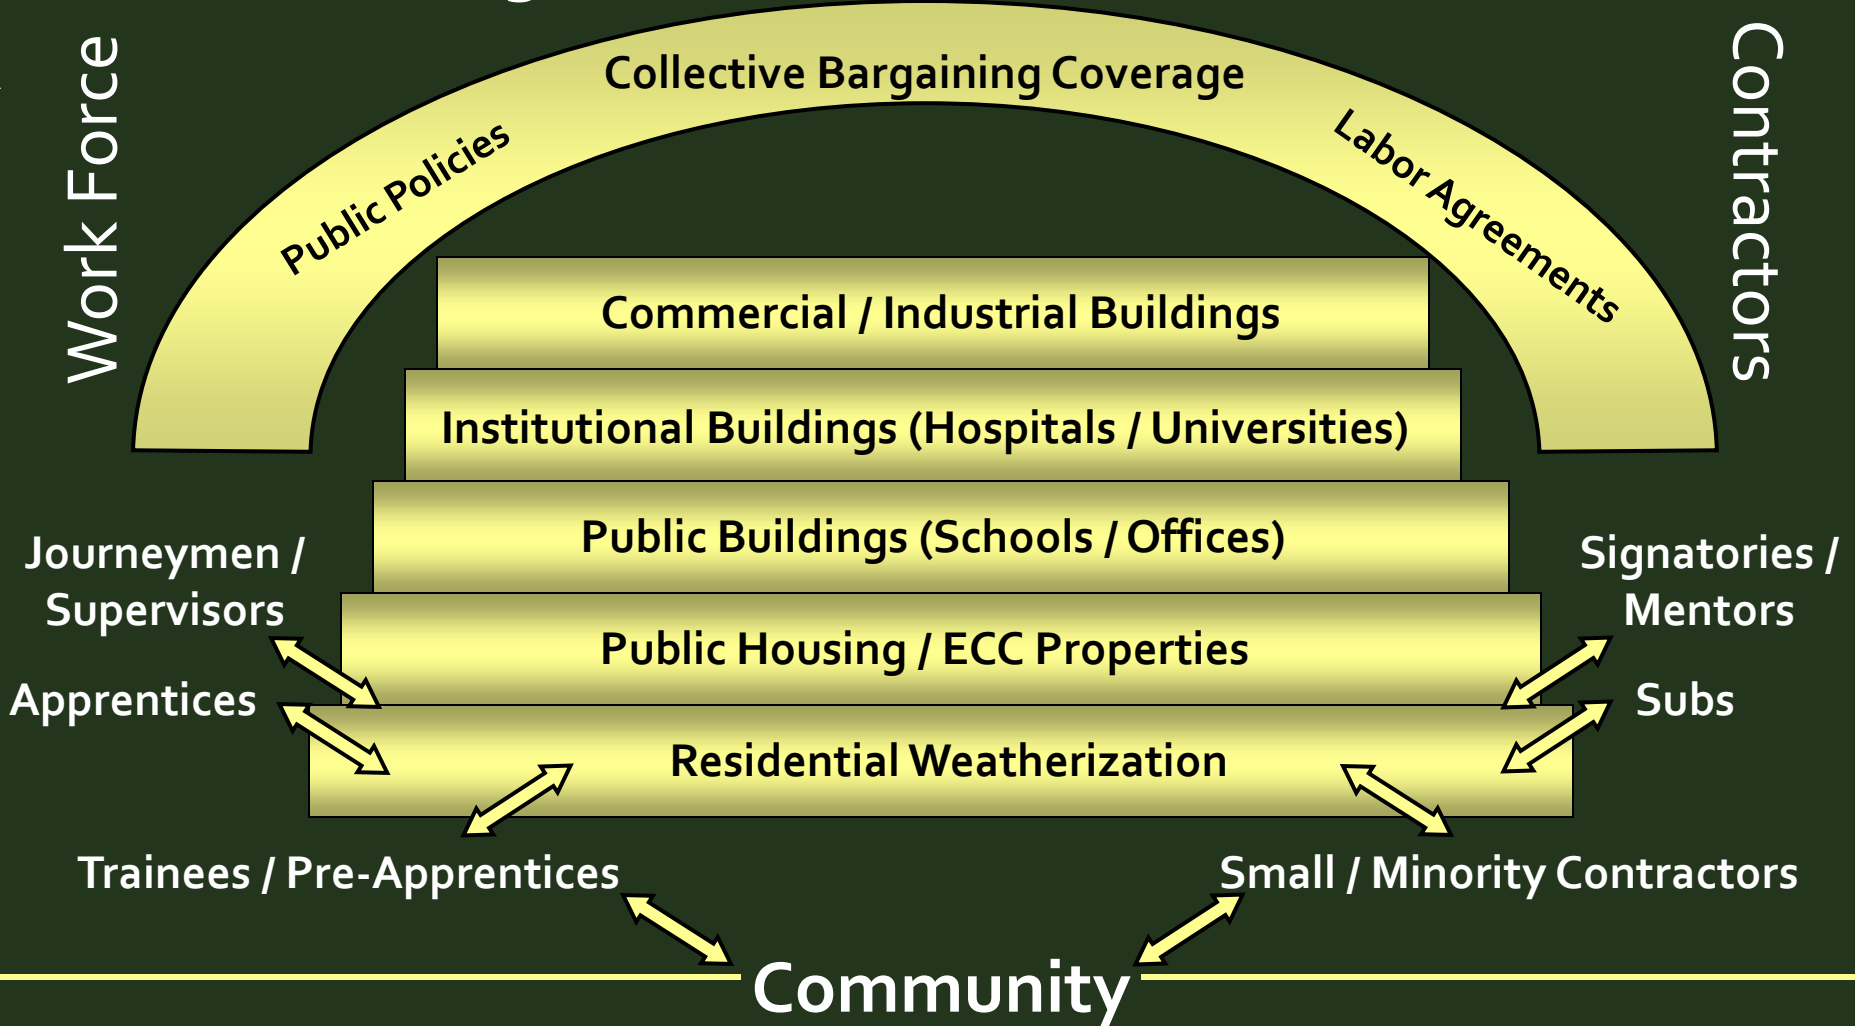 Work Force
Contractors
Collective Bargaining Coverage
Public Policies
Labor Agreements
Commercial / Industrial Buildings
Institutional Buildings (Hospitals / Universities)
Public Buildings (Schools / Offices)
Journeymen /
Supervisors
Signatories /
Mentors
Public Housing / ECC Properties
Apprentices
Subs
Residential Weatherization
Trainees / Pre-Apprentices
Small / Minority Contractors
Community